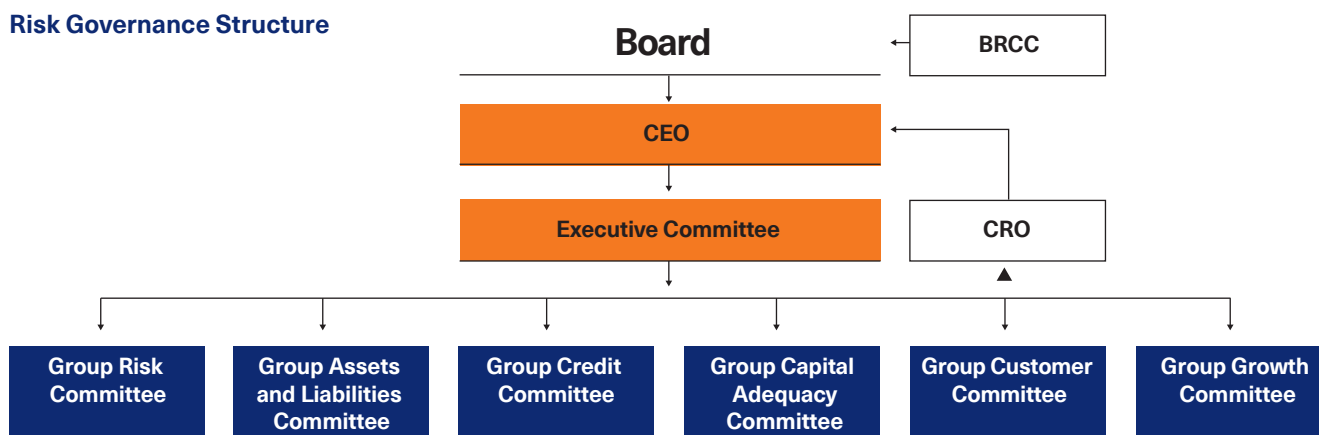 Risk Governance Structure
Board
BRCC
CEO
Executive Committee
CRO
Group Risk
Committee
Group Assets
and Liabilities
Committee
Group Credit
Committee
Group Capital
Adequacy
Committee
Group Customer
Committee
Group Growth
Committee